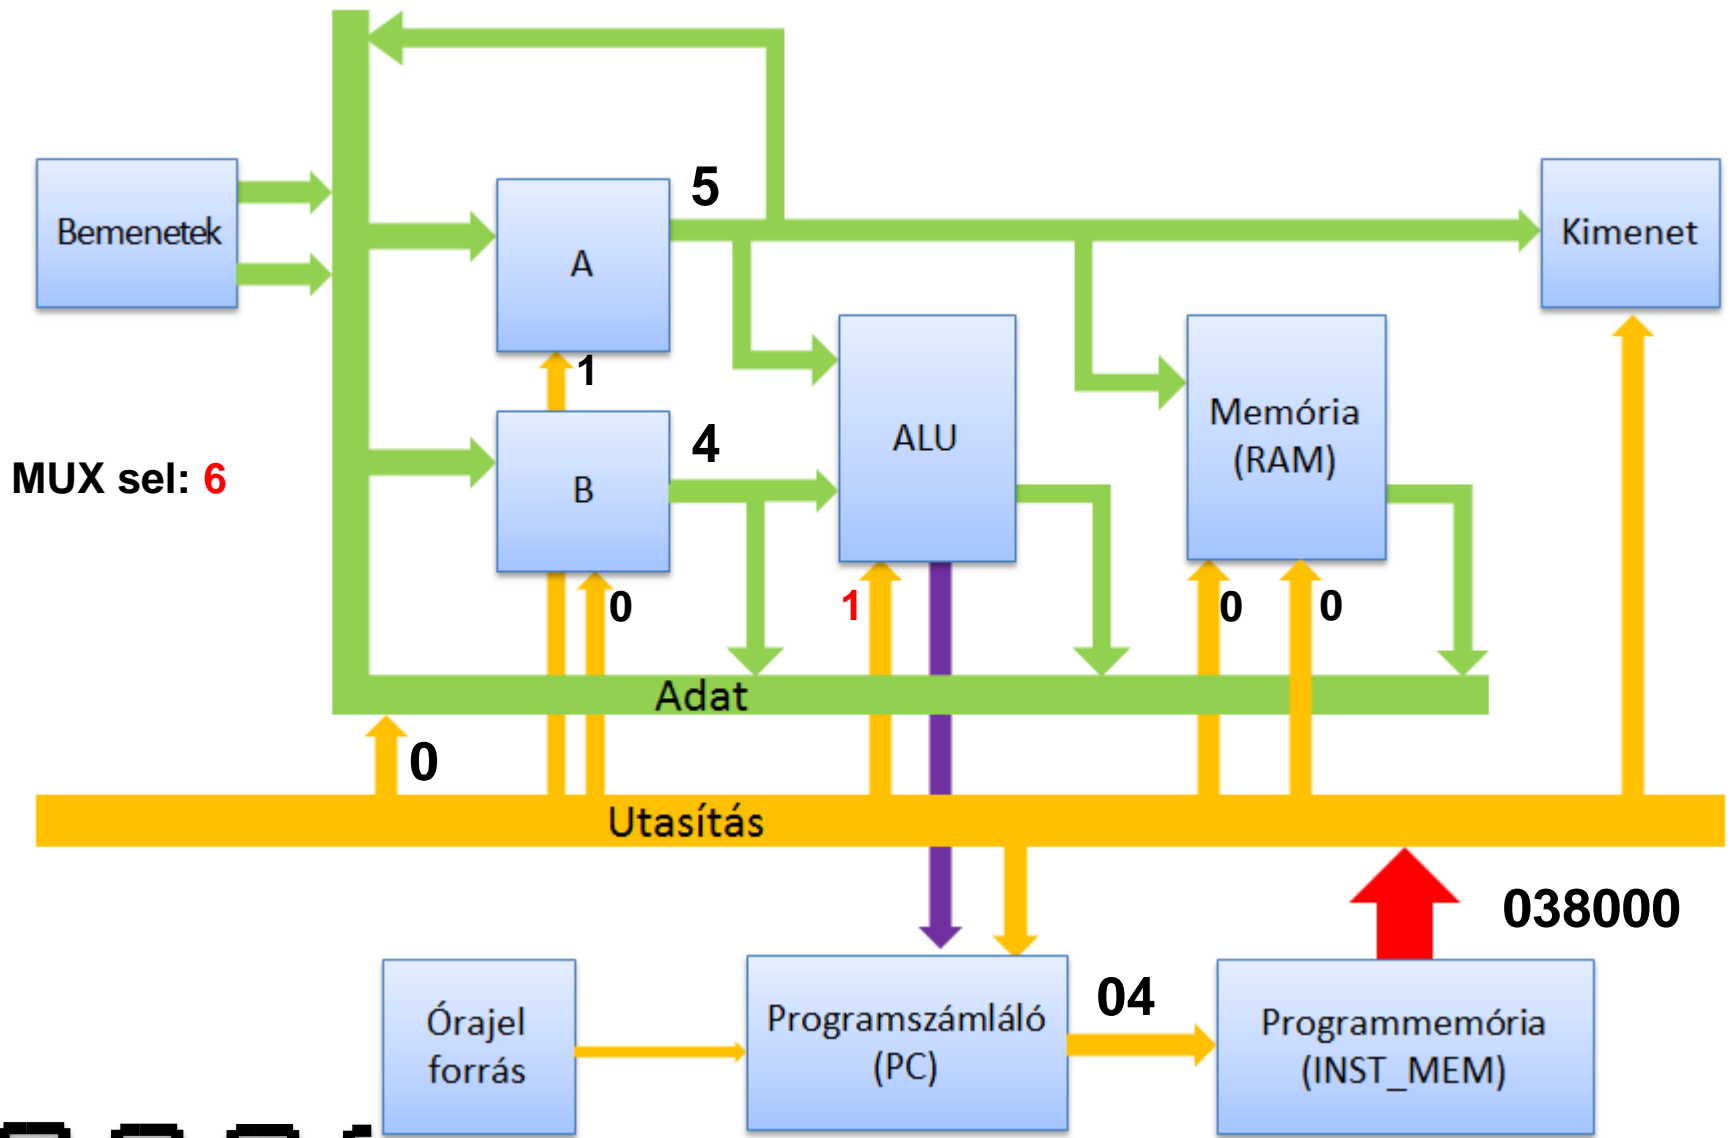 5
Bemenetek
A
Kimenet
1
B
4
ALU
Memória
(RAM)
MUX sel: 6
0
1
0
0
Adat
0
Utasítás
038000
04
Órajel
forrás
Programszámláló
(PC)
Programmemória
(INST_MEM)